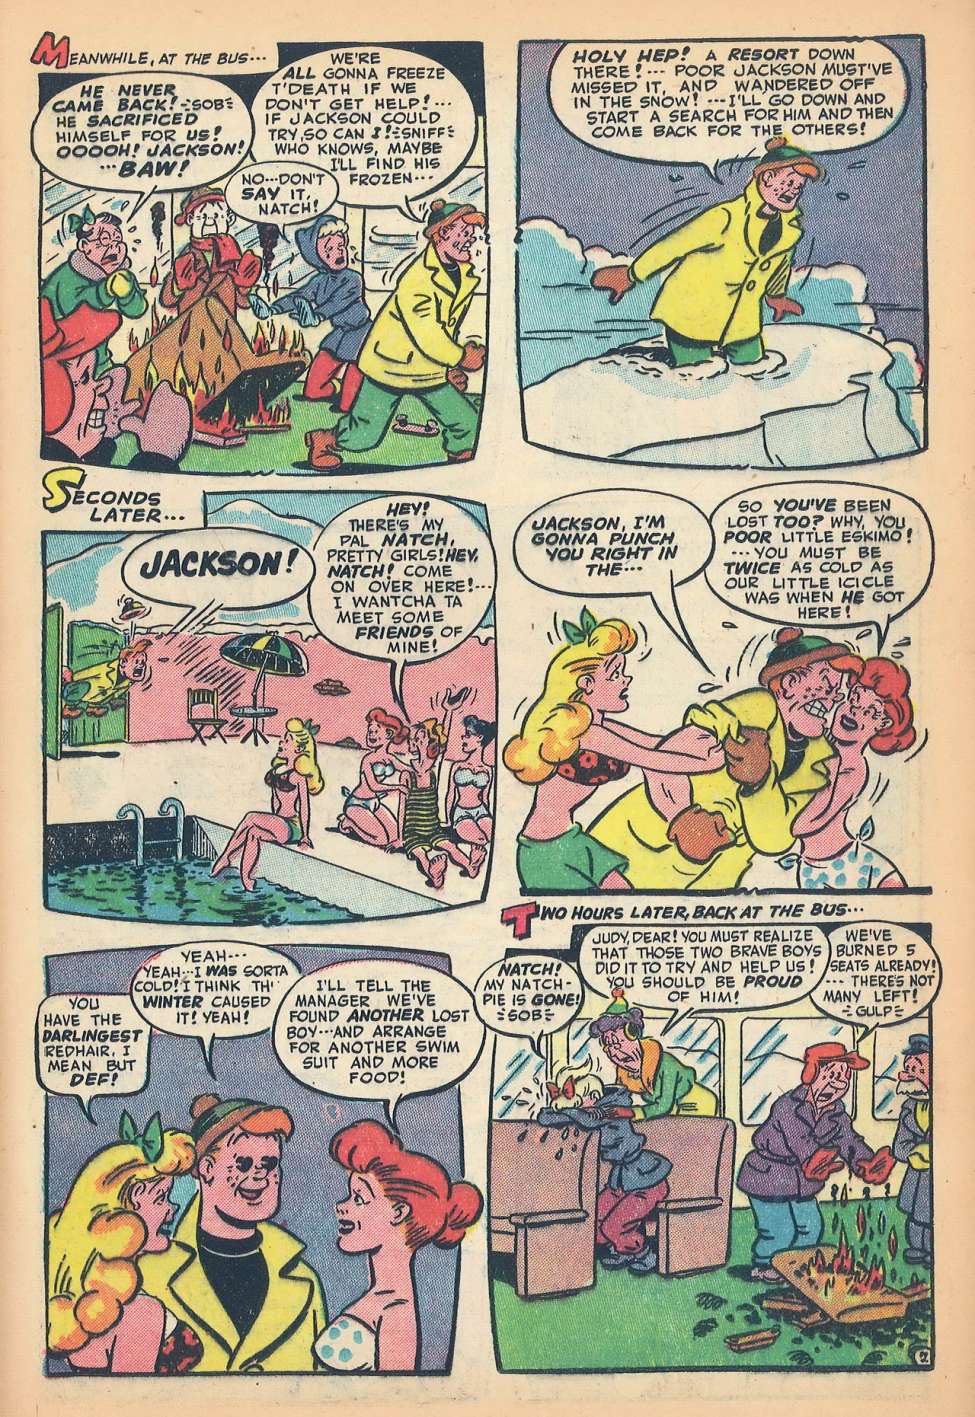 MEANWHILE, AT THE BUS...
HE NEVER
CAME BACK! -SOB-
HE SACRIFICED
HIMSELF FOR US!
OOOOH! JACKSON!
...BAW!
WE'RE
ALL GONNA FREEZE
T'DEATH IF WE
DON'T GET HELP!...
IF JACKSON COULD
TRY, SO CAN I! -SNIFF-
WHO KNOWS, MAYBE
I'LL FIND HIS
FROZEN---
NO---DON'T
SAY IT,
NATCH!
HOLY HEP! A RESORT DOWN
THERE!--- POOR JACKSON MUST'VE
MISSED IT, AND WANDERED OFF
IN THE SNOW! ---I'LL GO DOWN AND
START A SEARCH FOR HIM AND THEN
COME BACK FOR THE OTHERS!
SECONDS
LATER...
JACKSON!
HEY!
THERE'S MY
PAL NATCH,
PRETTY GIRLS! HEY,
NATCH! COME
ON OVER HERE!---
I WANTCHA TA
MEET SOME
FRIENDS OF
MINE!
JACKSON, I'M
GONNA PUNCH
YOU RIGHT IN
THE---
SO YOU'VE BEEN
LOST TOO? WHY, YOU
POOR LITTLE ESKIMO!
---YOU MUST BE
TWICE AS COLD AS
OUR LITTLE ICICLE
WAS WHEN HE GOT
HERE!
YOU
HAVE THE
DARLINGEST
REDHAIR, I
MEAN BUT
DEF!
YEAH---
YEAH---I WAS SORTA
COLD! I THINK TH'
WINTER CAUSED
IT! YEAH!
I'LL TELL THE
MANAGER WE'VE
FOUND ANOTHER LOST
BOY---AND ARRANGE
FOR ANOTHER SWIM
SUIT AND MORE
FOOD!
TWO HOURS LATER, BACK AT THE BUS...
NATCH!
MY NATCH-
PIE IS GONE!
-SOB-
JUDY, DEAR! YOU MUST REALIZE
THAT THOSE TWO BRAVE BOYS
DID IT TO TRY AND HELP US!
YOU SHOULD BE PROUD
OF HIM!
WE'VE
BURNED 5
SEATS ALREADY!
---THERE'S NOT
MANY LEFT!
-GULP-
2